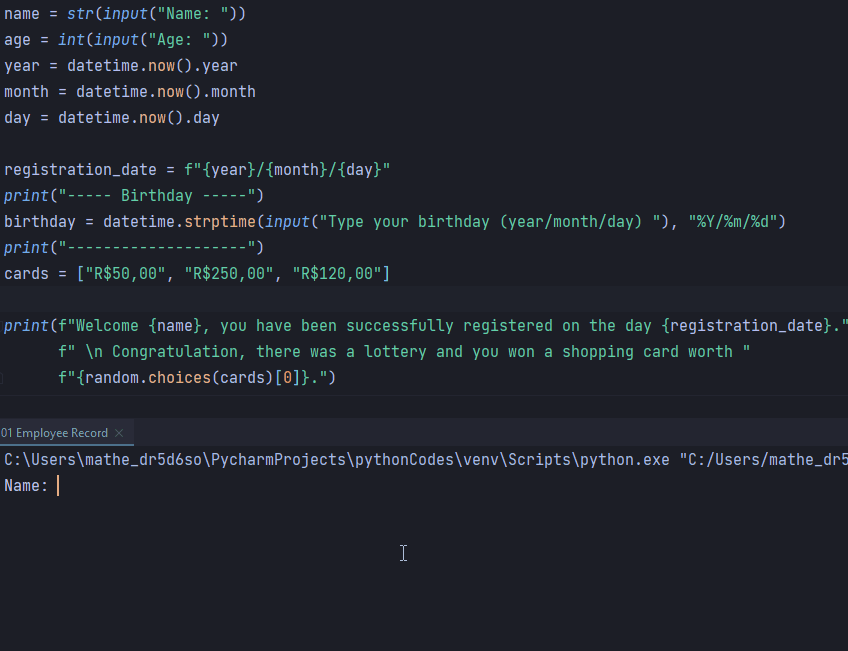 name = str(input("Name: "))
age = int(input("Age: "))
year = datetime.now().year
month = datetime.now().month
day = datetime.now().day
registration_date = f"{year}/{month}/{day}"
print("----- Birthday -----")
birthday = datetime.strptime(input("Type your birthday (year/month/day) "), "%Y/%m/%d")
print("--------------------")
cards = ["R$50,00", "R$250,00", "R$120,00"]
print(f"Welcome {name}, you have been successfully registered on the day {registration_date}."
f" \n Congratulation, there was a lottery and you won a shopping card worth "
f"{random.choices(cards)[0]}.")
01 Employee Record
C:\Users\mathe_dr5d6so\PycharmProjects\pythonCodes\venv\Scripts\python.exe "C:/Users/mathe_dr5
Name: